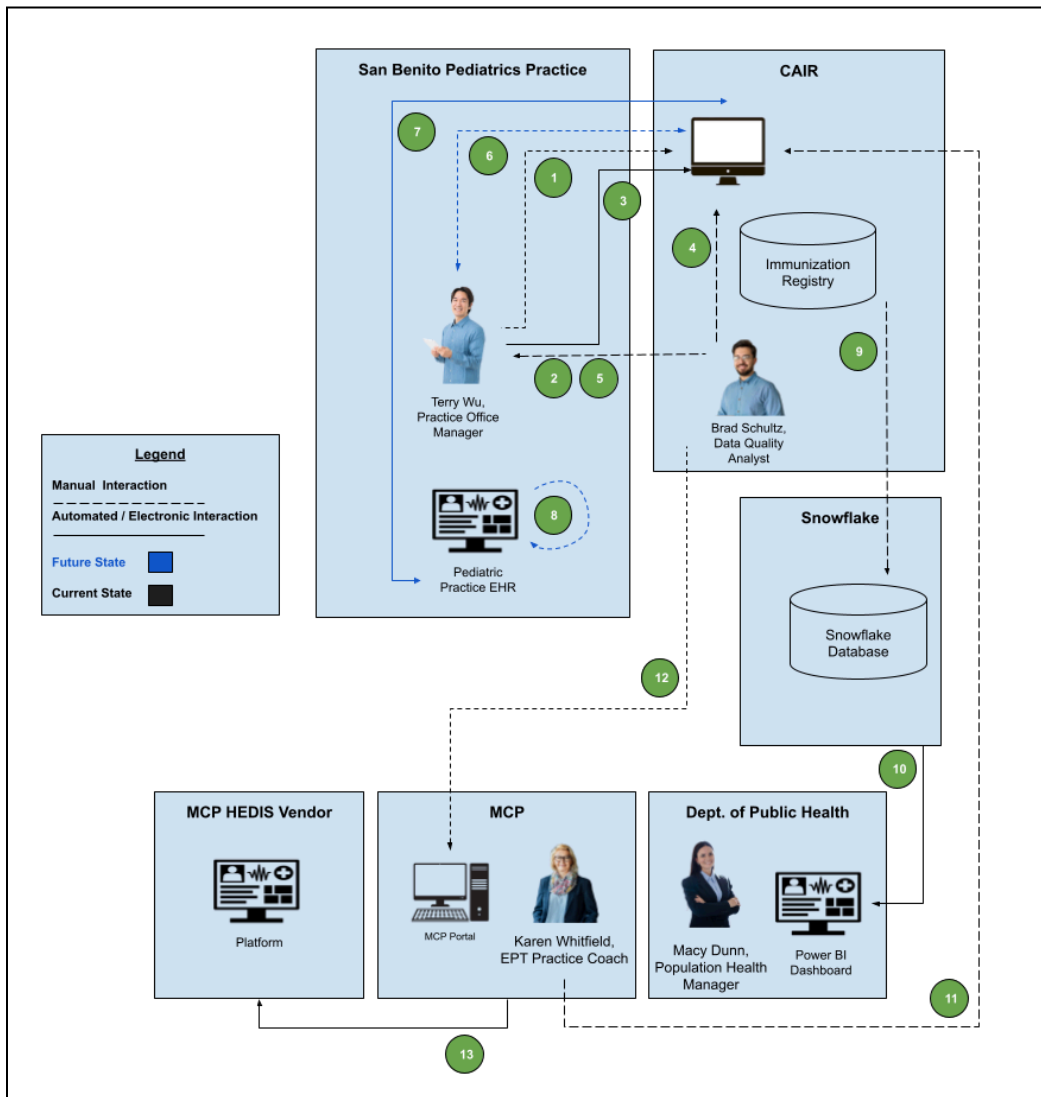 San Benito Pediatrics Practice
CAIR
7
6
1
3
4
Immunization
Registry
9
2
5
Terry Wu,
Practice Office
Manager
Brad Schultz,
Data Quality
Analyst
Legend
Manual Interaction
Automated / Electronic Interaction
Future State
Current State
8
Pediatric
Practice EHR
Snowflake
Snowflake
Database
12
10
MCP HEDIS Vendor
Platform
MCP
MCP Portal
Karen Whitfield,
EPT Practice Coach
Dept. of Public Health
Macy Dunn,
Population Health
Manager
Power BI
Dashboard
11
13